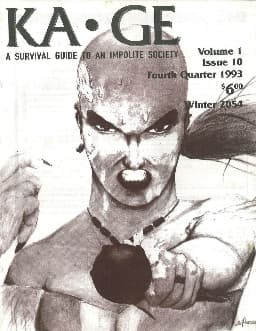 KA•GE
A SURVIVAL GUIDE TO AN IMPOLITE SOCIETY
Volume 1
Issue 10
Fourth Quarter 1993
$6.00
Winter 2054